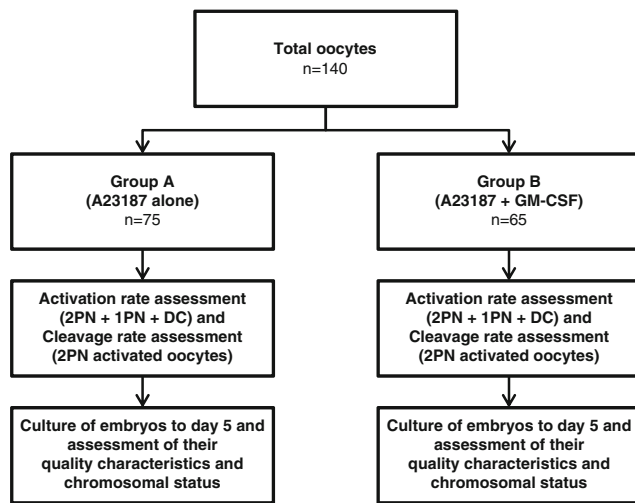 Total oocytes
n=140
Group A
(A23187 alone)
n=75
Group B
(A23187 + GM-CSF)
n=65
Activation rate assessment
(2PN + 1PN + DC) and
Cleavage rate assessment
(2PN activated oocytes)
Activation rate assessment
(2PN + 1PN + DC) and
Cleavage rate assessment
(2PN activated oocytes)
Culture of embryos to day 5 and
assessment of their
quality characteristics and
chromosomal status
Culture of embryos to day 5 and
assessment of their
quality characteristics and
chromosomal status